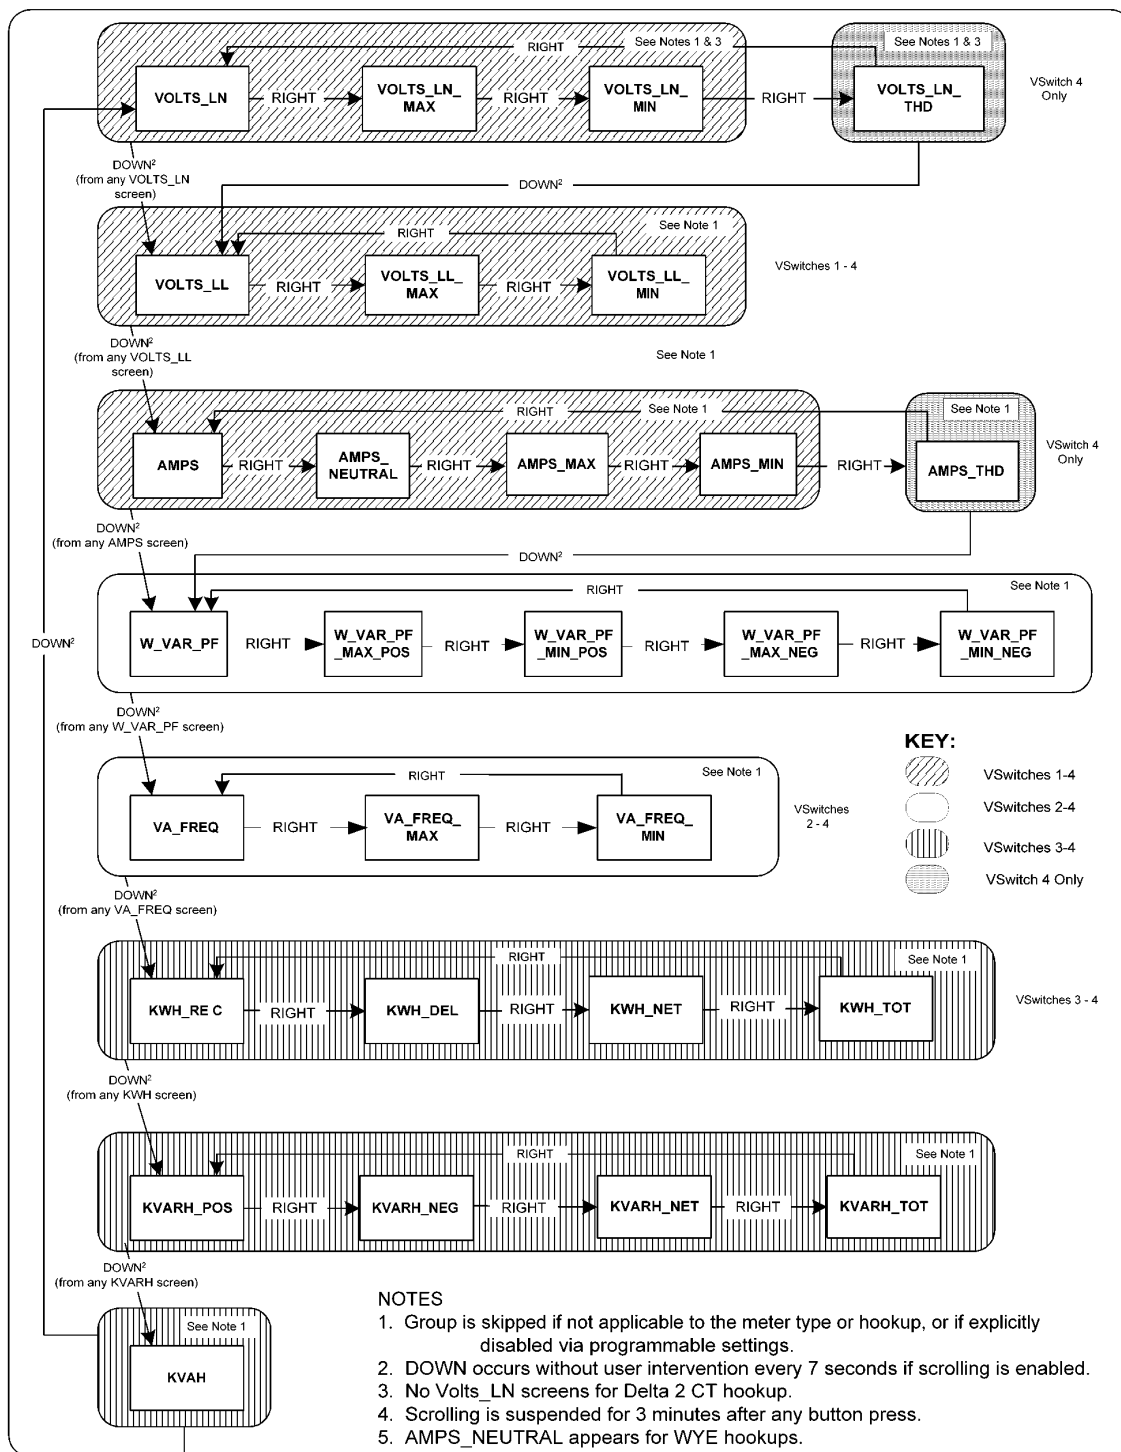 RIGHT
See Notes 1 & 3
See Notes 1 & 3
VSwitch 4
Only
VOLTS_LN
RIGHT
VOLTS_LN_
MAX
RIGHT
VOLTS_LN_
MIN
RIGHT
VOLTS_LN_
THD
DOWN2
(from any VOLTS_LN
screen)
DOWN2
See Note 1
RIGHT
VOLTS_LL
RIGHT
VOLTS_LL_
MAX
RIGHT
VOLTS_LL_
MIN
VSwitches 1 - 4
DOWN2
(from any VOLTS_LL
screen)
See Note 1
RIGHT
See Note 1
See Note 1
AMPS
RIGHT
AMPS_
NEUTRAL
RIGHT
AMPS_MAX
RIGHT
AMPS_MIN
RIGHT
AMPS_THD
VSwitch 4
Only
DOWN2
(from any AMPS screen)
DOWN2
See Note 1
RIGHT
W_VAR_PF
RIGHT
W_VAR_PF
_MAX_POS
RIGHT
W_VAR_PF
_MIN_POS
RIGHT
W_VAR_PF
_MAX_NEG
RIGHT
W_VAR_PF
_MIN_NEG
DOWN2
DOWN2
(from any W_VAR_PF screen)
KEY:
VSwitches 1-4
VSwitches 2-4
VSwitches 3-4
VSwitch 4 Only
See Note 1
RIGHT
VA_FREQ
RIGHT
VA_FREQ_
MAX
RIGHT
VA_FREQ_
MIN
VSwitches
2 - 4
DOWN2
(from any VA_FREQ screen)
RIGHT
See Note 1
KWH_RE C
RIGHT
KWH_DEL
RIGHT
KWH_NET
RIGHT
KWH_TOT
VSwitches 3 - 4
DOWN2
(from any KWH screen)
RIGHT
See Note 1
KVARH_POS
RIGHT
KVARH_NEG
RIGHT
KVARH_NET
RIGHT
KVARH_TOT
DOWN2
(from any KVARH screen)
See Note 1
KVAH
NOTES
1. Group is skipped if not applicable to the meter type or hookup, or if explicitly
disabled via programmable settings.
2. DOWN occurs without user intervention every 7 seconds if scrolling is enabled.
3. No Volts_LN screens for Delta 2 CT hookup.
4. Scrolling is suspended for 3 minutes after any button press.
5. AMPS_NEUTRAL appears for WYE hookups.